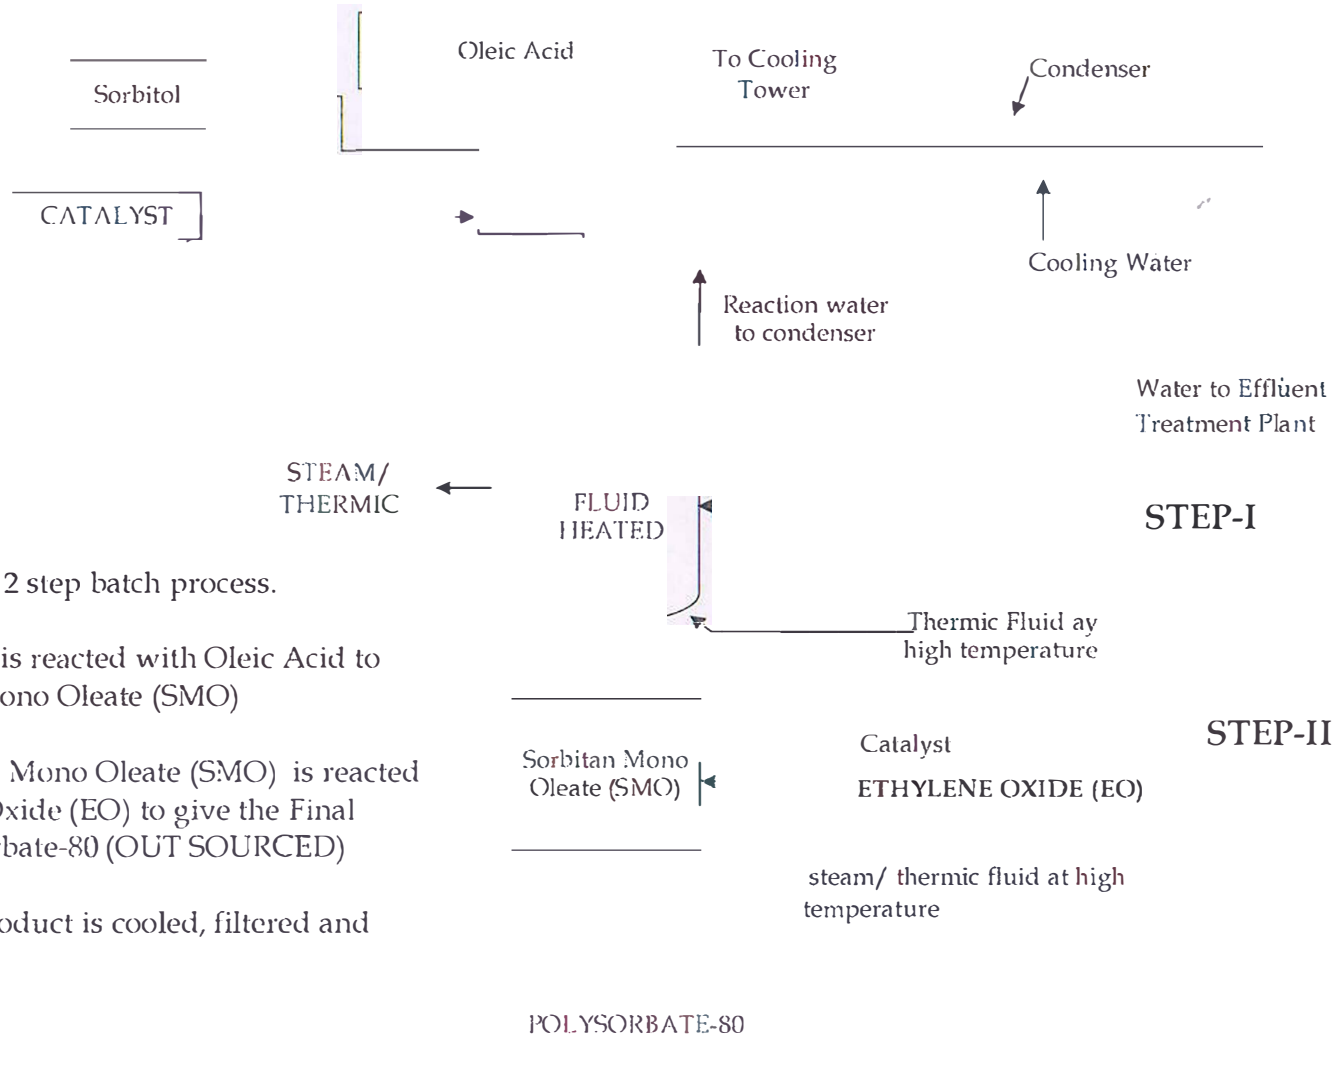 Oleic Acid
To Cooling
Tower
Condenser
Sorbitol
CATALYST
Cooling Water
Reaction water
to condenser
Water to Effluent
Treatment Plant
STEAM/
THERMIC
FLUID
HEATED
STEP-I
2 step batch process.
Thermic Fluid ay
high temperature
is reacted with Oleic Acid to
ono Oleate (SMO)
STEP-II
Sorbitan Mono
Oleate (SMO)
Catalyst
ETHYLENE OXIDE (EO)
Mono Oleate (SMO) is reacted
Oxide (EO) to give the Final
rbate-80 (OUT SOURCED)
steam/ thermic fluid at high
temperature
oduct is cooled, filtered and
POLYSORBATE-80